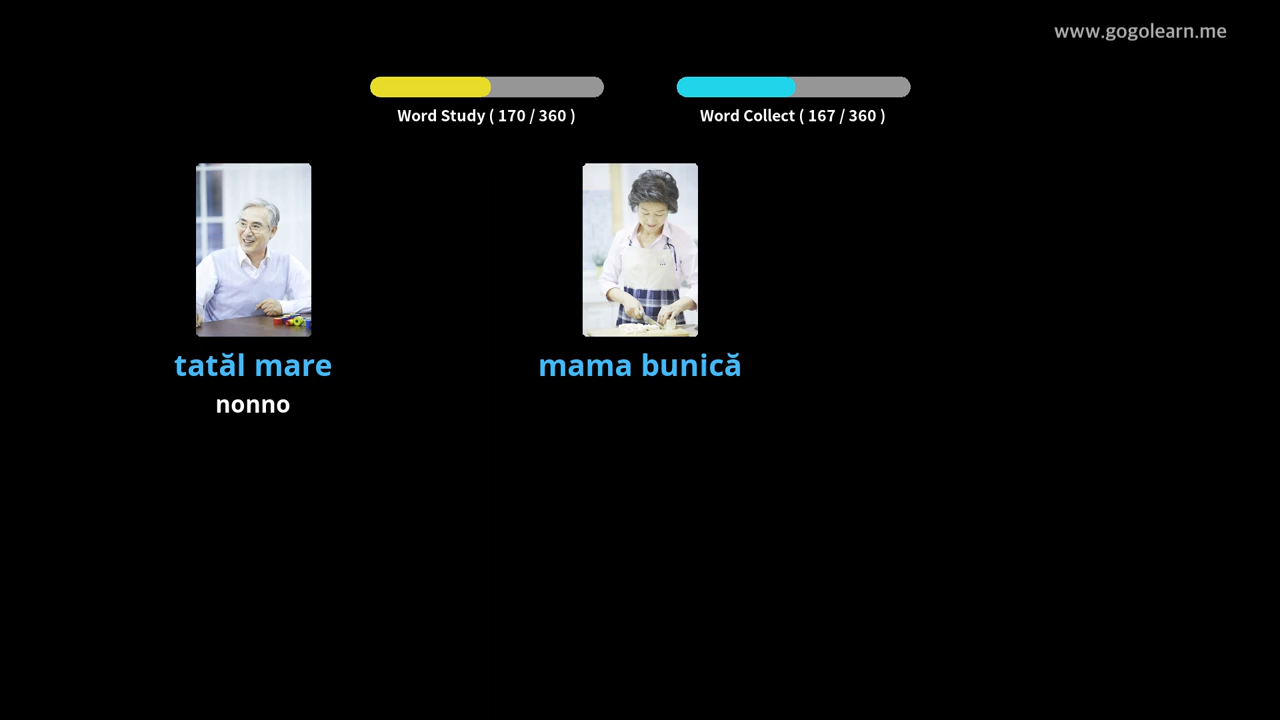 www.gogolearn.me
Word Study ( 170 / 360 )
Word Collect ( 167 / 360 )
tatăl mare
nonno
mama bunică